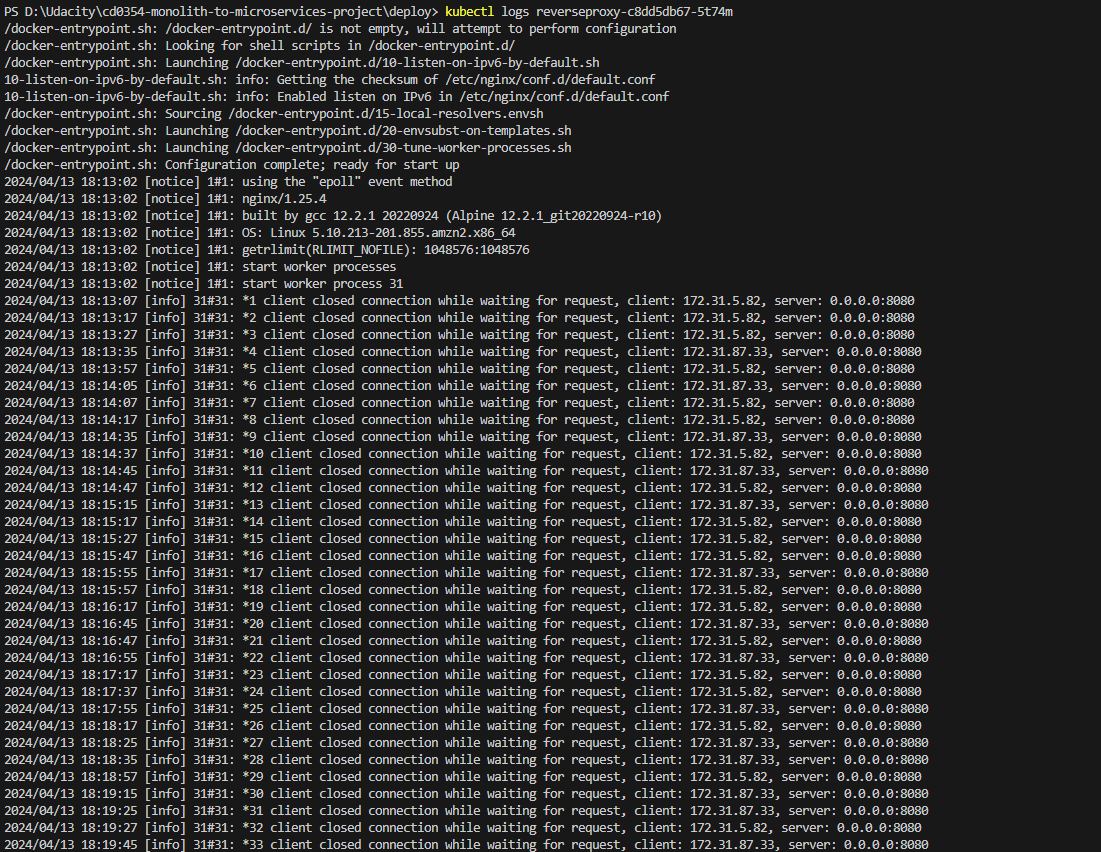 PS D:\Udacity\cd0354-monolith-to-microservices-project\deploy> kubectl logs reverseproxy-c8dd5db67-5t74m
/docker-entrypoint.sh: /docker-entrypoint.d/ is not empty, will attempt to perform configuration
/docker-entrypoint.sh: Looking for shell scripts in /docker-entrypoint.d/
/docker-entrypoint.sh: Launching /docker-entrypoint.d/10-listen-on-ipv6-by-default.sh
10-listen-on-ipv6-by-default.sh: info: Getting the checksum of /etc/nginx/conf.d/default.conf
10-listen-on-ipv6-by-default.sh: info: Enabled listen on IPv6 in /etc/nginx/conf.d/default.conf
/docker-entrypoint.sh: Sourcing /docker-entrypoint.d/15-local-resolvers.envsh
/docker-entrypoint.sh: Launching /docker-entrypoint.d/20-envsubst-on-templates.sh
/docker-entrypoint.sh: Launching /docker-entrypoint.d/30-tune-worker-processes.sh
/docker-entrypoint.sh: Configuration complete; ready for start up
2024/04/13 18:13:02 [notice] 1#1: using the "epoll" event method
2024/04/13 18:13:02 [notice] 1#1: nginx/1.25.4
2024/04/13 18:13:02 [notice] 1#1: built by gcc 12.2.1 20220924 (Alpine 12.2.1_git20220924-r10)
2024/04/13 18:13:02 [notice] 1#1: OS: Linux 5.10.213-201.855.amzn2.x86_64
2024/04/13 18:13:02 [notice] 1#1: getrlimit(RLIMIT_NOFILE): 1048576:1048576
2024/04/13 18:13:02 [notice] 1#1: start worker processes
2024/04/13 18:13:02 [notice] 1#1: start worker process 31
2024/04/13 18:13:07 [info] 31#31: *1 client closed connection while waiting for request, client: 172.31.5.82, server: 0.0.0.0:8080
2024/04/13 18:13:17 [info] 31#31: *2 client closed connection while waiting for request, client: 172.31.5.82, server: 0.0.0.0:8080
2024/04/13 18:13:27 [info] 31#31: *3 client closed connection while waiting for request, client: 172.31.5.82, server: 0.0.0.0:8080
2024/04/13 18:13:35 [info] 31#31: *4 client closed connection while waiting for request, client: 172.31.87.33, server: 0.0.0.0:8080
2024/04/13 18:13:57 [info] 31#31: *5 client closed connection while waiting for request, client: 172.31.5.82, server: 0.0.0.0:8080
2024/04/13 18:14:05 [info] 31#31: *6 client closed connection while waiting for request, client: 172.31.87.33, server: 0.0.0.0:8080
2024/04/13 18:14:07 [info] 31#31: *7 client closed connection while waiting for request, client: 172.31.5.82, server: 0.0.0.0:8080
2024/04/13 18:14:17 [info] 31#31: *8 client closed connection while waiting for request, client: 172.31.5.82, server: 0.0.0.0:8080
2024/04/13 18:14:35 [info] 31#31: *9 client closed connection while waiting for request, client: 172.31.87.33, server: 0.0.0.0:8080
2024/04/13 18:14:37 [info] 31#31: *10 client closed connection while waiting for request, client: 172.31.5.82, server: 0.0.0.0:8080
2024/04/13 18:14:45 [info] 31#31: *11 client closed connection while waiting for request, client: 172.31.87.33, server: 0.0.0.0:8080
2024/04/13 18:14:47 [info] 31#31: *12 client closed connection while waiting for request, client: 172.31.5.82, server: 0.0.0.0:8080
2024/04/13 18:15:15 [info] 31#31: *13 client closed connection while waiting for request, client: 172.31.87.33, server: 0.0.0.0:8080
2024/04/13 18:15:17 [info] 31#31: *14 client closed connection while waiting for request, client: 172.31.5.82, server: 0.0.0.0:8080
2024/04/13 18:15:27 [info] 31#31: *15 client closed connection while waiting for request, client: 172.31.5.82, server: 0.0.0.0:8080
2024/04/13 18:15:47 [info] 31#31: *16 client closed connection while waiting for request, client: 172.31.5.82, server: 0.0.0.0:8080
2024/04/13 18:15:55 [info] 31#31: *17 client closed connection while waiting for request, client: 172.31.87.33, server: 0.0.0.0:8080
2024/04/13 18:15:57 [info] 31#31: *18 client closed connection while waiting for request, client: 172.31.5.82, server: 0.0.0.0:8080
2024/04/13 18:16:17 [info] 31#31: *19 client closed connection while waiting for request, client: 172.31.5.82, server: 0.0.0.0:8080
2024/04/13 18:16:45 [info] 31#31: *20 client closed connection while waiting for request, client: 172.31.87.33, server: 0.0.0.0:8080
2024/04/13 18:16:47 [info] 31#31: *21 client closed connection while waiting for request, client: 172.31.5.82, server: 0.0.0.0:8080
2024/04/13 18:16:55 [info] 31#31: *22 client closed connection while waiting for request, client: 172.31.87.33, server: 0.0.0.0:8080
2024/04/13 18:17:17 [info] 31#31: *23 client closed connection while waiting for request, client: 172.31.5.82, server: 0.0.0.0:8080
2024/04/13 18:17:37 [info] 31#31: *24 client closed connection while waiting for request, client: 172.31.5.82, server: 0.0.0.0:8080
2024/04/13 18:17:55 [info] 31#31: *25 client closed connection while waiting for request, client: 172.31.87.33, server: 0.0.0.0:8080
2024/04/13 18:18:17 [info] 31#31: *26 client closed connection while waiting for request, client: 172.31.5.82, server: 0.0.0.0:8080
2024/04/13 18:18:25 [info] 31#31: *27 client closed connection while waiting for request, client: 172.31.87.33, server: 0.0.0.0:8080
2024/04/13 18:18:35 [info] 31#31: *28 client closed connection while waiting for request, client: 172.31.87.33, server: 0.0.0.0:8080
2024/04/13 18:18:57 [info] 31#31: *29 client closed connection while waiting for request, client: 172.31.5.82, server: 0.0.0.0:8080
2024/04/13 18:19:15 [info] 31#31: *30 client closed connection while waiting for request, client: 172.31.87.33, server: 0.0.0.0:8080
2024/04/13 18:19:25 [info] 31#31: *31 client closed connection while waiting for request, client: 172.31.87.33, server: 0.0.0.0:8080
2024/04/13 18:19:27 [info] 31#31: *32 client closed connection while waiting for request, client: 172.31.5.82, server: 0.0.0.0:8080
2024/04/13 18:19:45 [info] 31#31: *33 client closed connection while waiting for request, client: 172.31.87.33, server: 0.0.0.0:8080